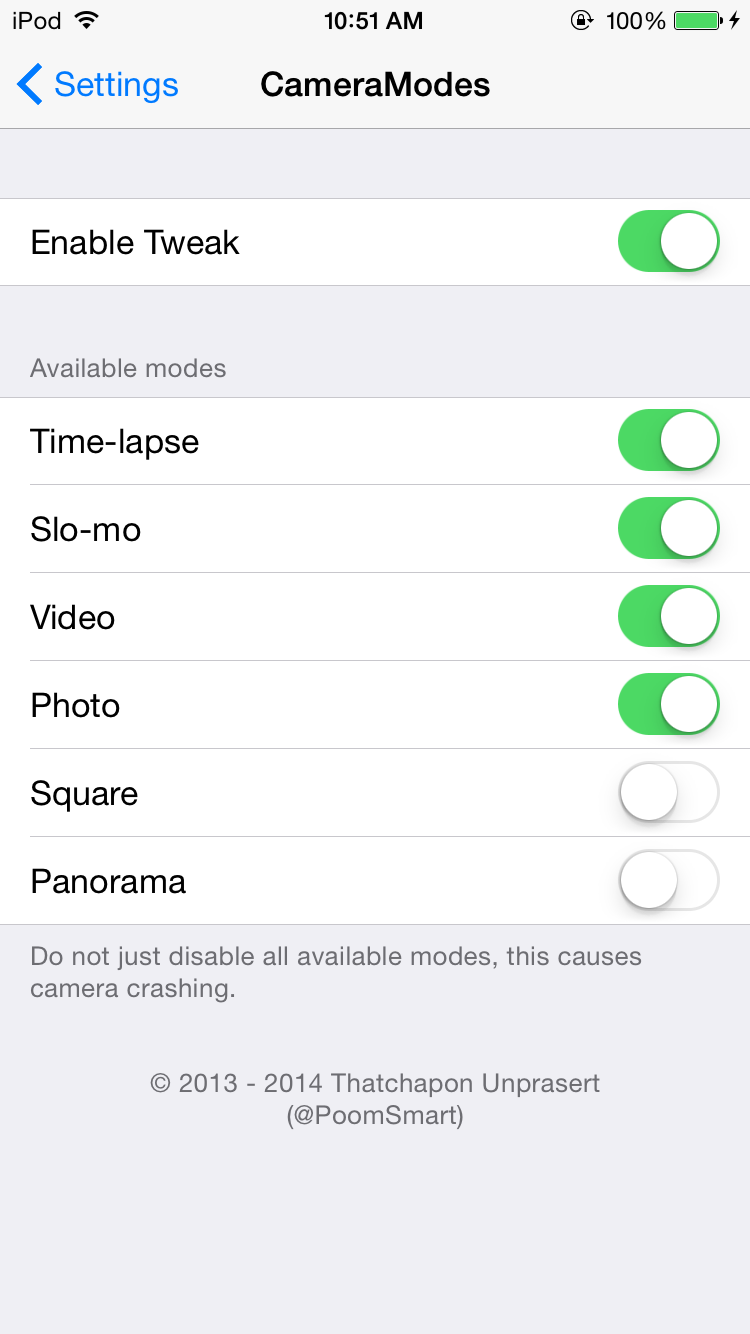 iPod 10:51 AM 100%
Settings CameraModes
Enable Tweak
Available modes
Time-lapse
Slo-mo
Video
Photo
Square
Panorama
Do not just disable all available modes, this causes
camera crashing.
© 2013 - 2014 Thatchapon Unprasert
(@PoomSmart)